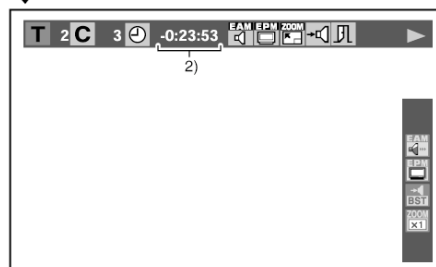 T 2 C 3 -0:23:53 EAM EPM ZOOM
2)
EAM
EPM
BST
ZOOM
x1